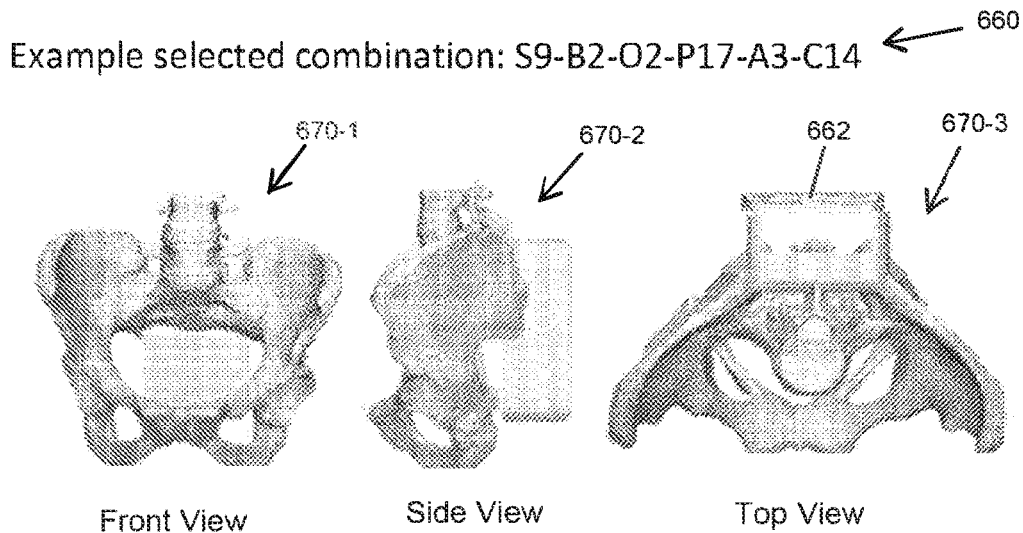 660
Example selected combination: S9-B2-O2-P17-A3-C14
670-1
670-2
662
670-3
Front View
Side View
Top View